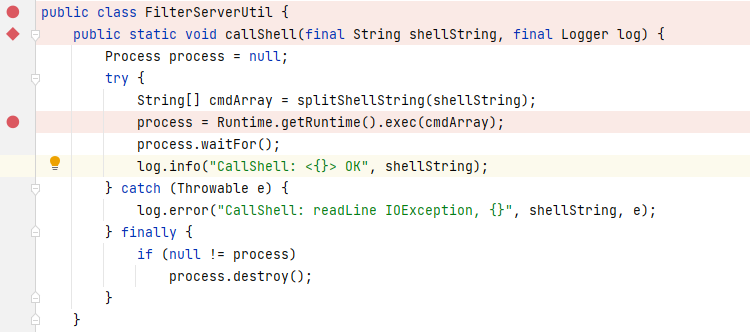 public class FilterServerUtil {
    public static void callShell(final String shellString, final Logger log) {
        Process process = null;
        try {
            String[] cmdArray = splitShellString(shellString);
            process = Runtime.getRuntime().exec(cmdArray);
            process.waitFor();
            log.info("CallShell: <{}> OK", shellString);
        } catch (Throwable e) {
            log.error("CallShell: readLine IOException, {}", shellString, e);
        } finally {
            if (null != process)
                process.destroy();
        }
    }